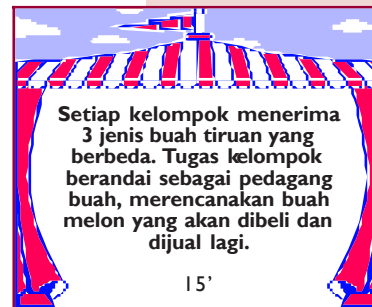 Setiap kelompok menerima
3 jenis buah tiruan yang
berbeda. Tugas kelompok
berandai sebagai pedagang
buah, merencanakan buah
melon yang akan dibeli dan
dijual lagi.
15’